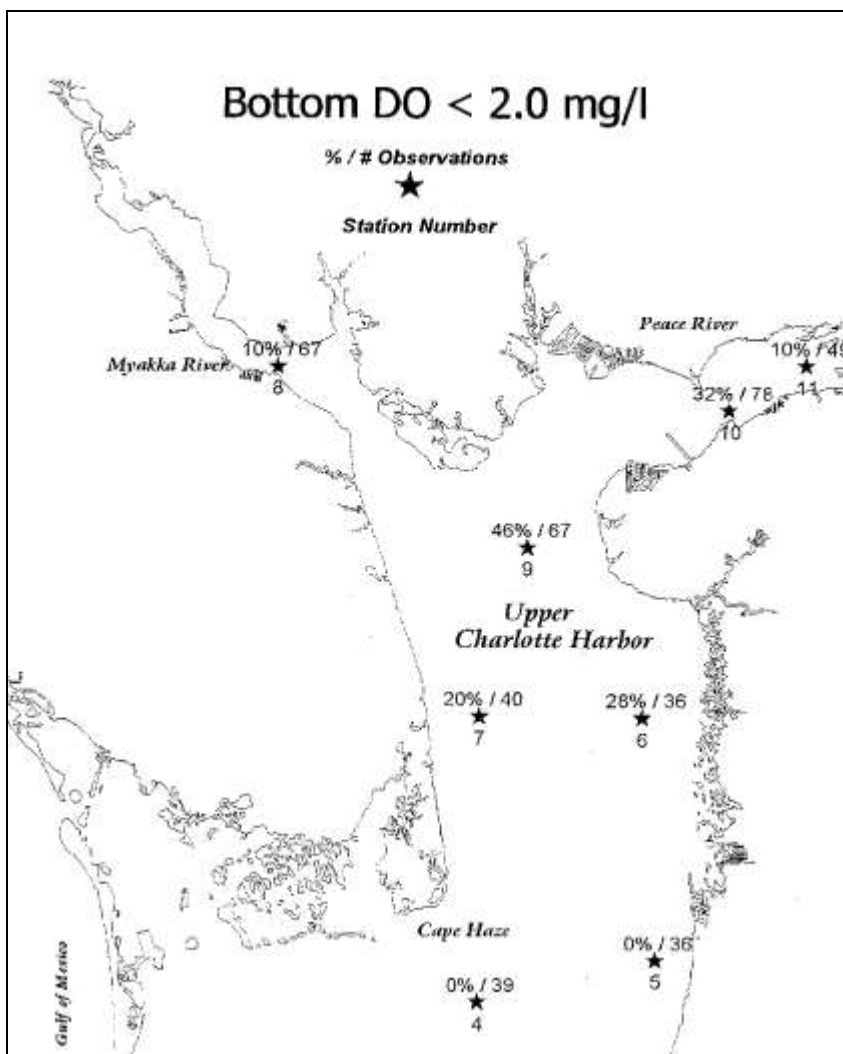 Bottom DO < 2.0 mg/l
% / # Observations
Station Number
Peace River
10% / 67
8
Myakka River
10% / 49
11
32% / 78
10
46% / 67
9
Upper
Charlotte Harbor
20% / 40
7
28% / 36
6
Cape Haze
0% / 36
5
0% / 39
4
Gulf of Mexico